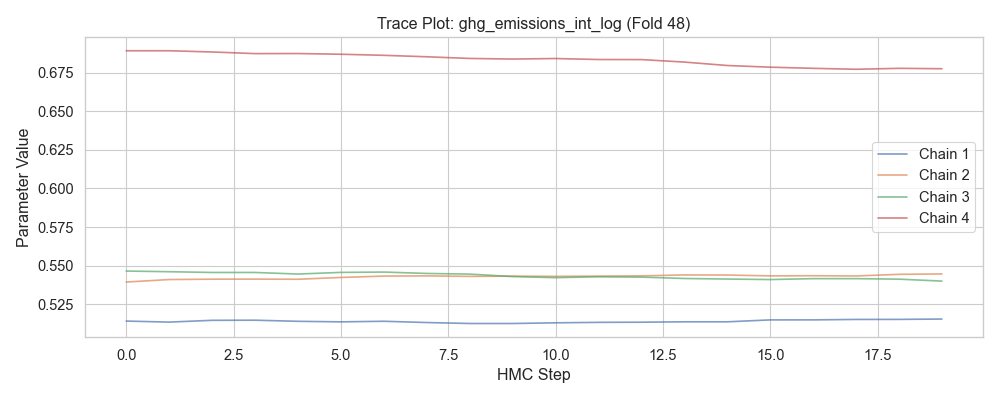 Trace Plot: ghg_emissions_int_log (Fold 48)
Parameter Value
0.675
0.650
0.625
0.600
0.575
0.550
0.525
Chain 1
Chain 2
Chain 3
Chain 4
0.0 2.5 5.0 7.5 10.0 12.5 15.0 17.5
HMC Step